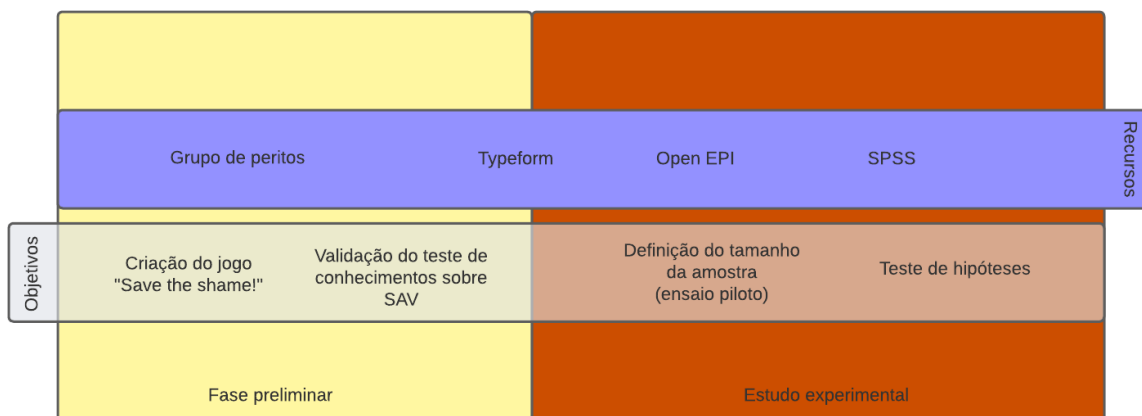 Grupo de peritos
Typeform
Open EPI
SPSS
Recursos
Objetivos
Criação do jogo
"Save the shame!"
Validação do teste de
conhecimentos sobre
SAV
Definição do tamanho
da amostra
(ensaio piloto)
Teste de hipóteses
Fase preliminar
Estudo experimental